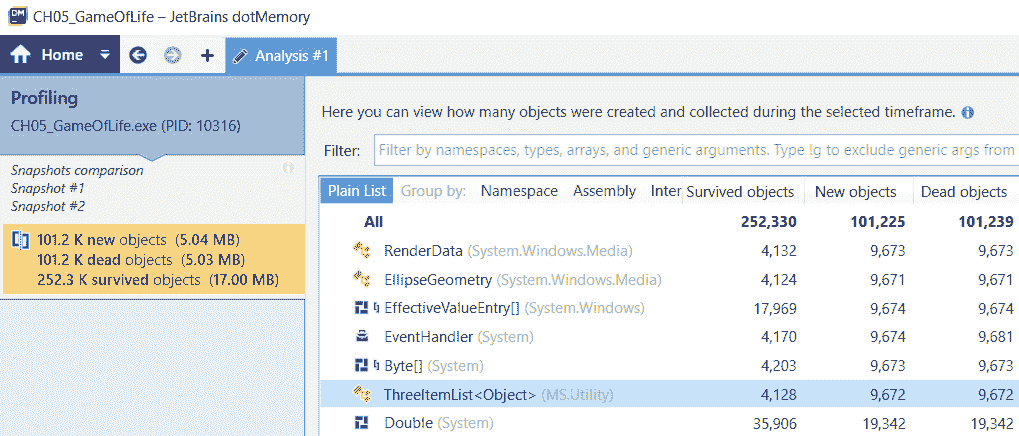 DM CH05_GameOfLife – JetBrains dotMemory
Home + Analysis #1
Profiling
CH05_GameOfLife.exe (PID: 10316)
Snapshots comparison
Snapshot #1
Snapshot #2
101.2 K new objects (5.04 MB)
101.2 K dead objects (5.03 MB)
252.3 K survived objects (17.00 MB)
Here you can view how many objects were created and collected during the selected timeframe.
Filter: Filter by namespaces, types, arrays, and generic arguments. Type !g to exclude generic args from
Plain List Group by: Namespace Assembly Inter Survived objects New objects Dead objects
All 252,330 101,225 101,239
RenderData (System.Windows.Media) 4,132 9,673 9,673
EllipseGeometry (System.Windows.Media) 4,124 9,671 9,671
EffectiveValueEntry[] (System.Windows) 17,969 9,674 9,674
EventHandler (System) 4,170 9,674 9,681
Byte[] (System) 4,203 9,673 9,673
ThreeItemList<Object> (MS.Utility) 4,128 9,672 9,672
Double (System) 35,906 19,342 19,342